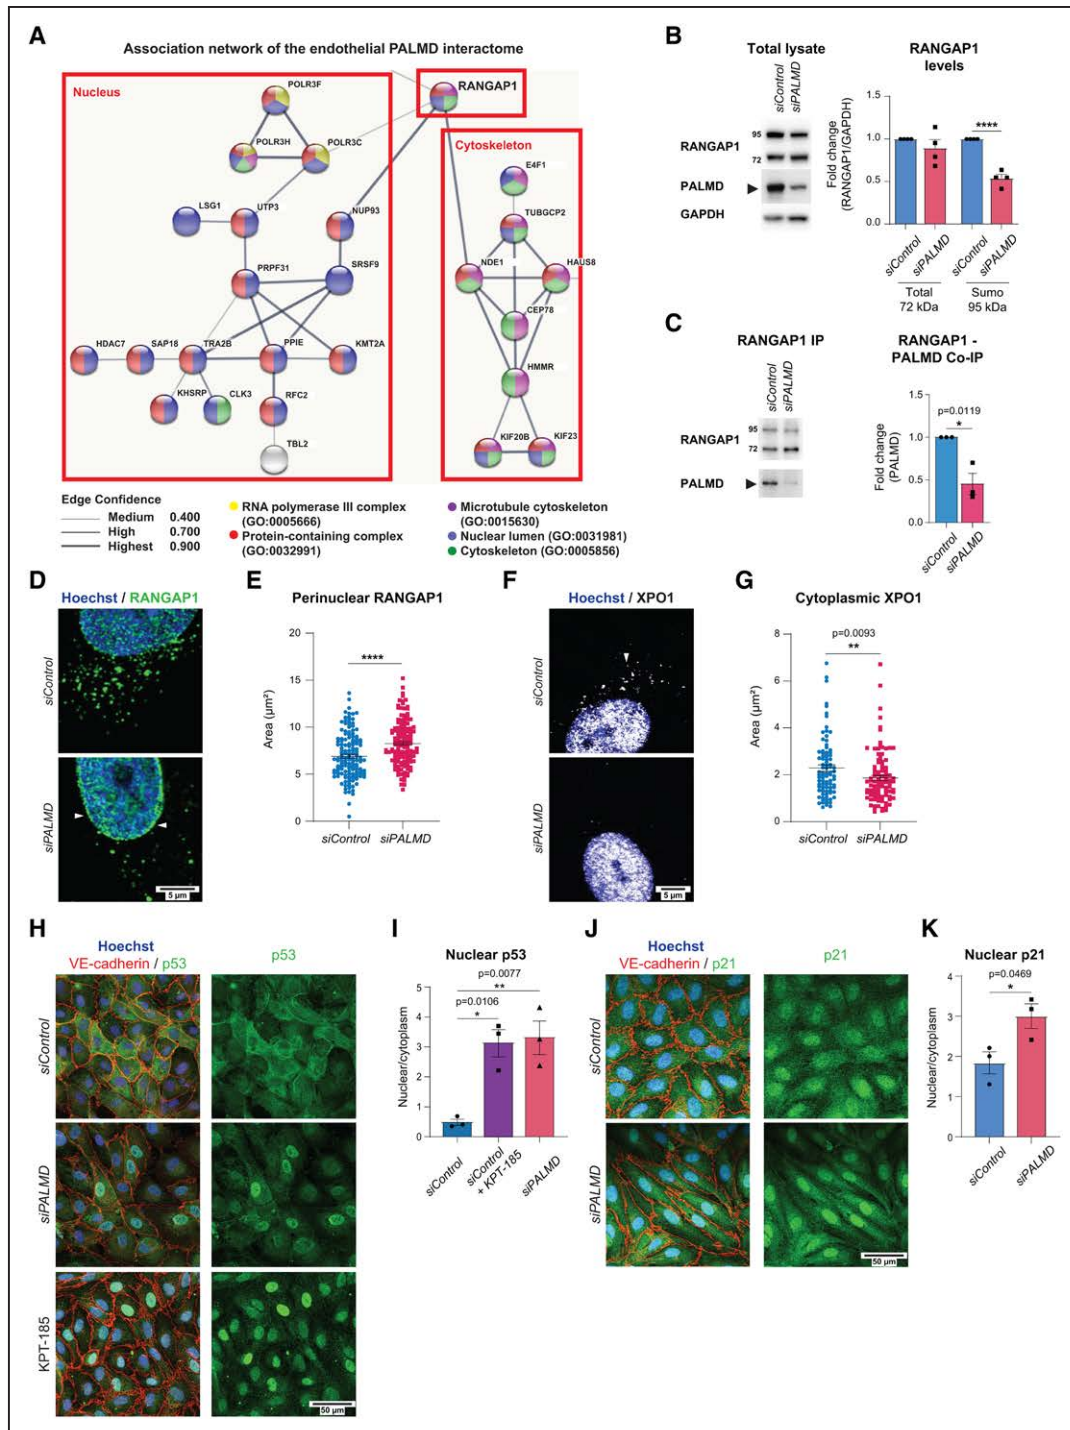 A
Association network of the endothelial PALMD interactome
Nucleus
POLR3F
RANGAP1
POLR3H
POLR3C
Cytoskeleton
E4F1
LSG1
UTP3
NUP93
TUBGCP2
PRPF31
SRSF9
NDE1
HAUS8
CEP78
HDAC7
SAP18
TRA2B
PPIE
KMT2A
HMMR
KHSRP
CLK3
RFC2
TBL2
KIF20B
KIF23
Edge Confidence
Medium 0.400
High 0.700
Highest 0.900
RNA polymerase III complex
(GO:0005666)
Protein-containing complex
(GO:0032991)
Microtubule cytoskeleton
(GO:0015630)
Nuclear lumen (GO:0031981)
Cytoskeleton (GO:0005856)
B
Total lysate
siControl
siPALMD
RANGAP1
95
72
PALMD
GAPDH
RANGAP1
levels
Fold change
(RANGAP1/GAPDH)
1.5
1.0
0.5
0.0
****
siControl
siPALMD
siControl
siPALMD
Total
72 kDa
Sumo
95 kDa
C
RANGAP1 IP
siControl
siPALMD
RANGAP1
95
72
PALMD
RANGAP1 -
PALMD Co-IP
Fold change
(PALMD)
1.5
1.0
0.5
0.0
p=0.0119
*
siControl
siPALMD
D
Hoechst / RANGAP1
siControl
siPALMD
5 µm
E
Perinuclear RANGAP1
Area (µm²)
20
15
10
5
0
****
siControl
siPALMD
F
Hoechst / XPO1
siControl
siPALMD
5 µm
G
Cytoplasmic XPO1
Area (µm²)
8
6
4
2
0
p=0.0093
**
siControl
siPALMD
H
Hoechst
VE-cadherin / p53
p53
siControl
siPALMD
KPT-185
50 µm
I
Nuclear p53
Nuclear/cytoplasm
5
4
3
2
1
0
p=0.0077
**
p=0.0106
*
siControl
siControl
+ KPT-185
siPALMD
J
Hoechst
VE-cadherin / p21
p21
siControl
siPALMD
50 µm
K
Nuclear p21
Nuclear/cytoplasm
4
3
2
1
0
p=0.0469
*
siControl
siPALMD